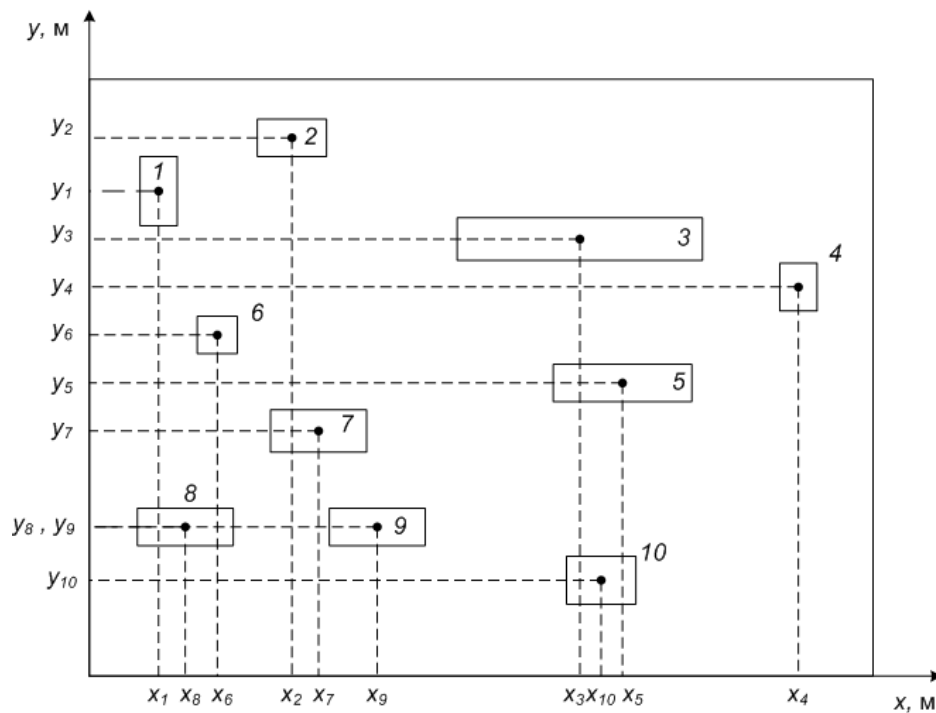 y, м
y₂
2
1
y₁
y₃
3
4
y₄
6
y₆
y₅
5
7
y₇
8
y₈ , y₉
9
10
y₁₀
x₁ x₈ x₆ x₂ x₇ x₉ x₃ x₁₀ x₅ x₄
x, м